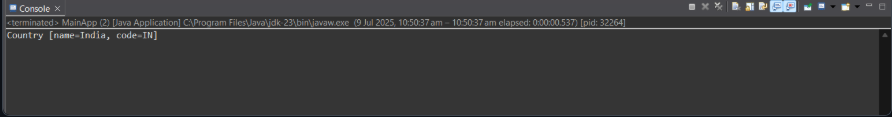 Console ×
<terminated> MainApp (2) [Java Application] C:\Program Files\Java\jdk-23\bin\javaw.exe (9 Jul 2025, 10:50:37 am – 10:50:37 am elapsed: 0:00:00.537) [pid: 32264]
Country [name=India, code=IN]